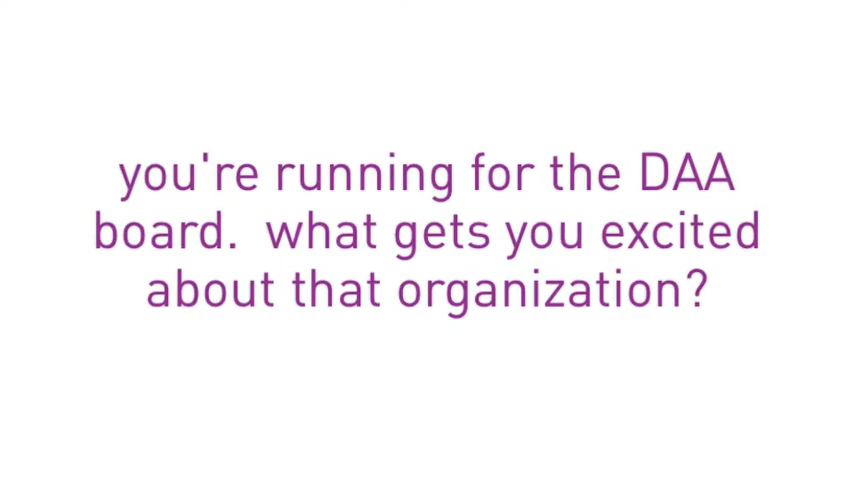 you're running for the DAA
board.  what gets you excited
about that organization?